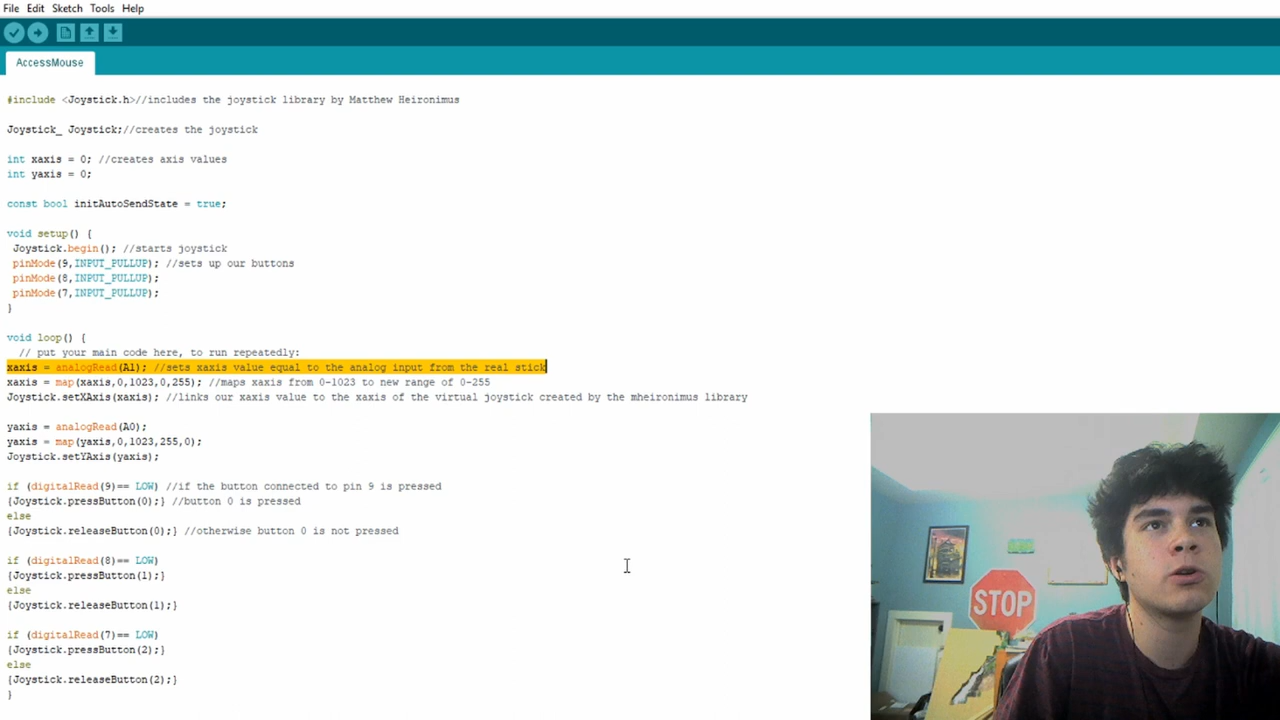 File Edit Sketch Tools Help
AccessMouse
#include <Joystick.h>//includes the joystick library by Matthew Heironimus
Joystick_ Joystick;//creates the joystick
int xaxis = 0; //creates axis values
int yaxis = 0;
const bool initAutoSendState = true;
void setup() {
Joystick.begin(); //starts joystick
pinMode(9,INPUT_PULLUP); //sets up our buttons
pinMode(8,INPUT_PULLUP);
pinMode(7,INPUT_PULLUP);
}
void loop() {
// put your main code here, to run repeatedly:
xaxis = analogRead(A1); //sets xaxis value equal to the analog input from the real stick
xaxis = map(xaxis,0,1023,0,255); //maps xaxis from 0-1023 to new range of 0-255
Joystick.setXAxis(xaxis); //links our xaxis value to the xaxis of the virtual joystick created by the mheironimus library
yaxis = analogRead(A0);
yaxis = map(yaxis,0,1023,255,0);
Joystick.setYAxis(yaxis);
if (digitalRead(9)== LOW) //if the button connected to pin 9 is pressed
{Joystick.pressButton(0);} //button 0 is pressed
else
{Joystick.releaseButton(0);} //otherwise button 0 is not pressed
if (digitalRead(8)== LOW)
{Joystick.pressButton(1);}
else
{Joystick.releaseButton(1);}
if (digitalRead(7)== LOW)
{Joystick.pressButton(2);}
else
{Joystick.releaseButton(2);}
}
STOP